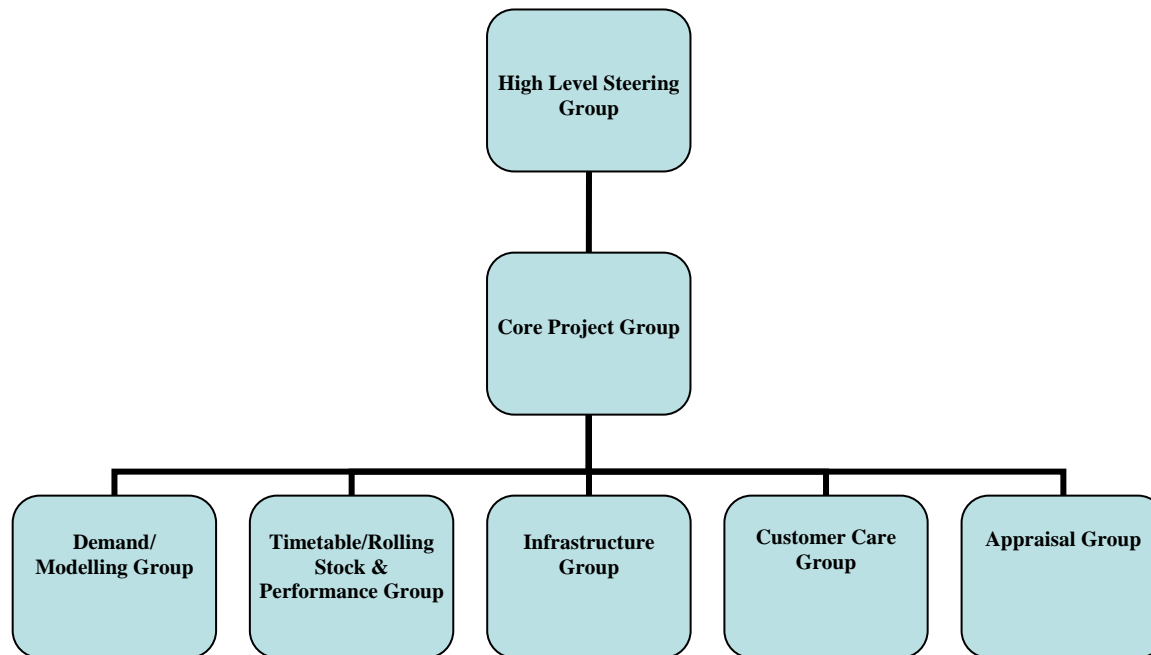 High Level Steering
Group
Core Project Group
Demand/
Modelling Group
Timetable/Rolling
Stock &
Performance Group
Infrastructure
Group
Customer Care
Group
Appraisal Group